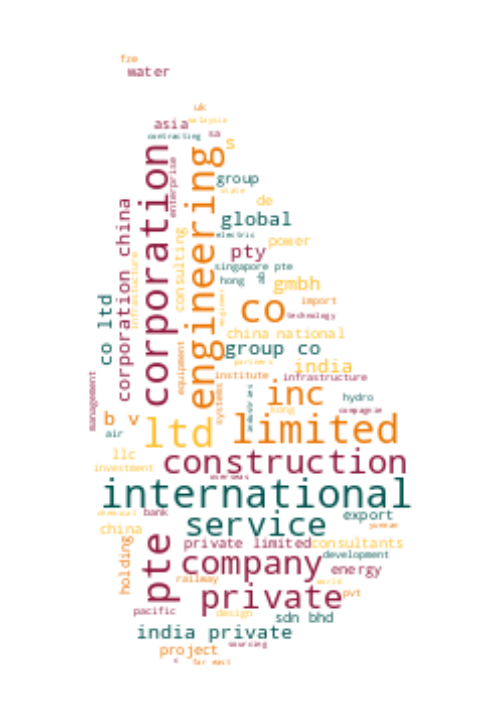 fze
water
uk
malaysia
asia
sa
contracting
s
corporation
engineering
enterprise
group
state
de
corporation china
global
consulting
electric
power
pty
infrastructure
singapore pte
hong
ab
gmbh
co ltd
co
import
engineer
technology
china national
group co
equipment
partners
india
institute
infrastructure
management
systems
inc
hydro
kong
compagnie
b v
air
ltd
limited
llc
construction
investment
overseas
international
chemical
bank
service
export
yunnan
china
pte
private limited
consultants
development
company
energy
holding
railway
world
private
pvt
pacific
design
sdn bhd
india private
sourcing
project
far east